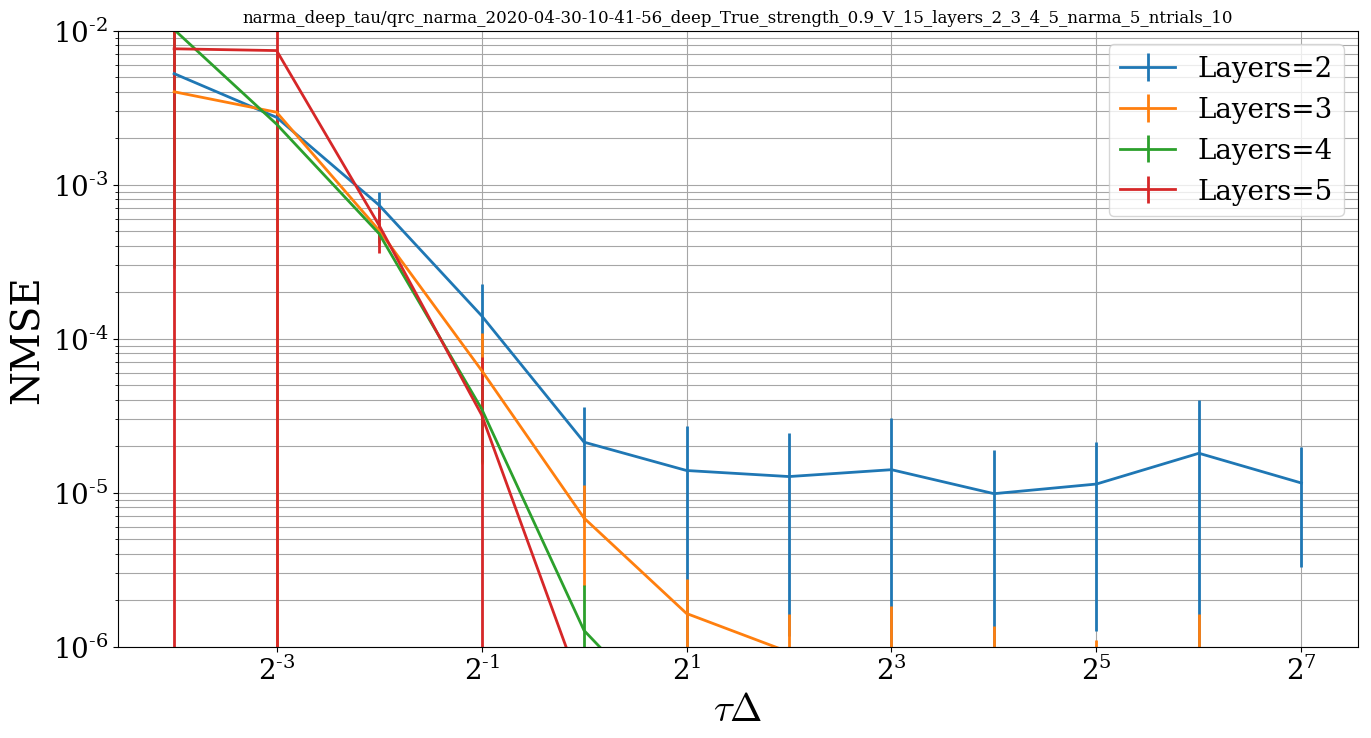 narma_deep_tau/qrc_narma_2020-04-30-10-41-56_deep_True_strength_0.9_V_15_layers_2_3_4_5_narma_5_ntrials_10
Layers=2
Layers=3
Layers=4
Layers=5
NMSE
10^-2
10^-3
10^-4
10^-5
10^-6
2^-3
2^-1
2^1
2^3
2^5
2^7
τΔ